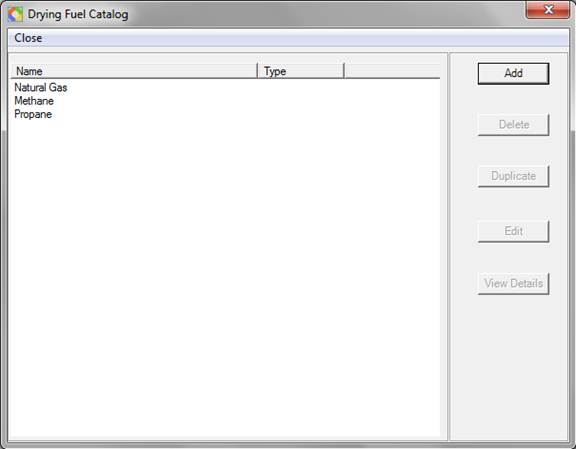 Drying Fuel Catalog
Close
Name Type
Natural Gas
Methane
Propane
Add
Delete
Duplicate
Edit
View Details